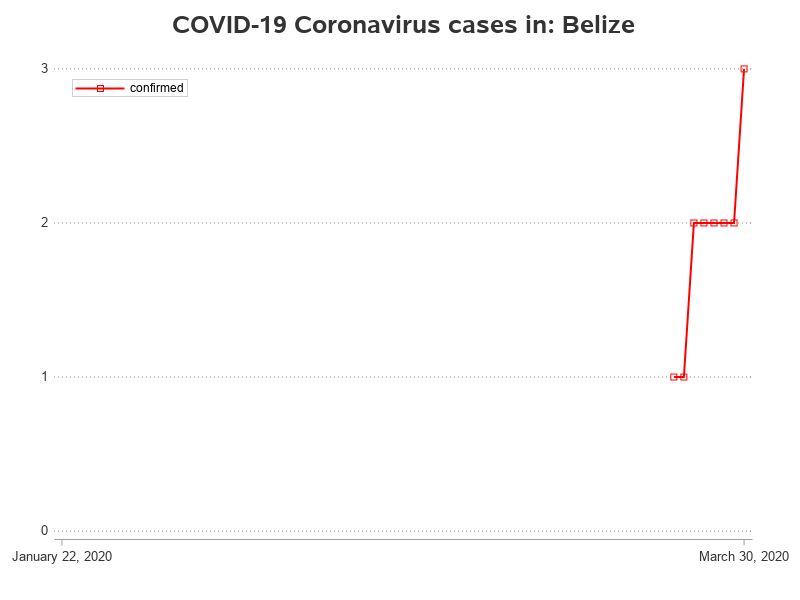 COVID-19 Coronavirus cases in: Belize
3
confirmed
2
1
0
January 22, 2020
March 30, 2020